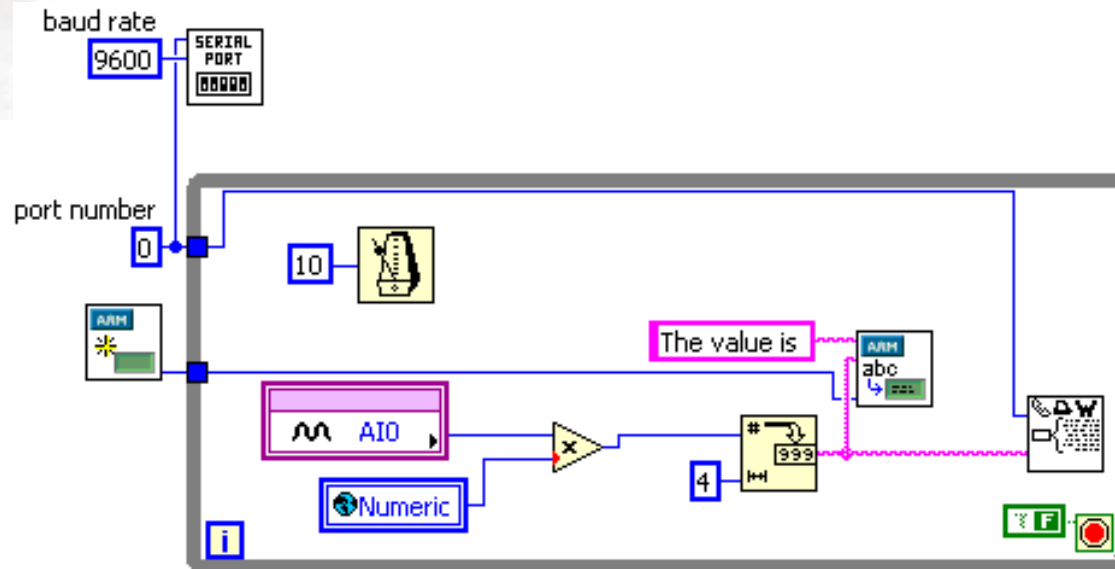 baud rate
9600
SERIAL
PORT
port number
0
10
ARM
The value is
ARM
abc
AI0
x
#
999
4
Numeric
i
F